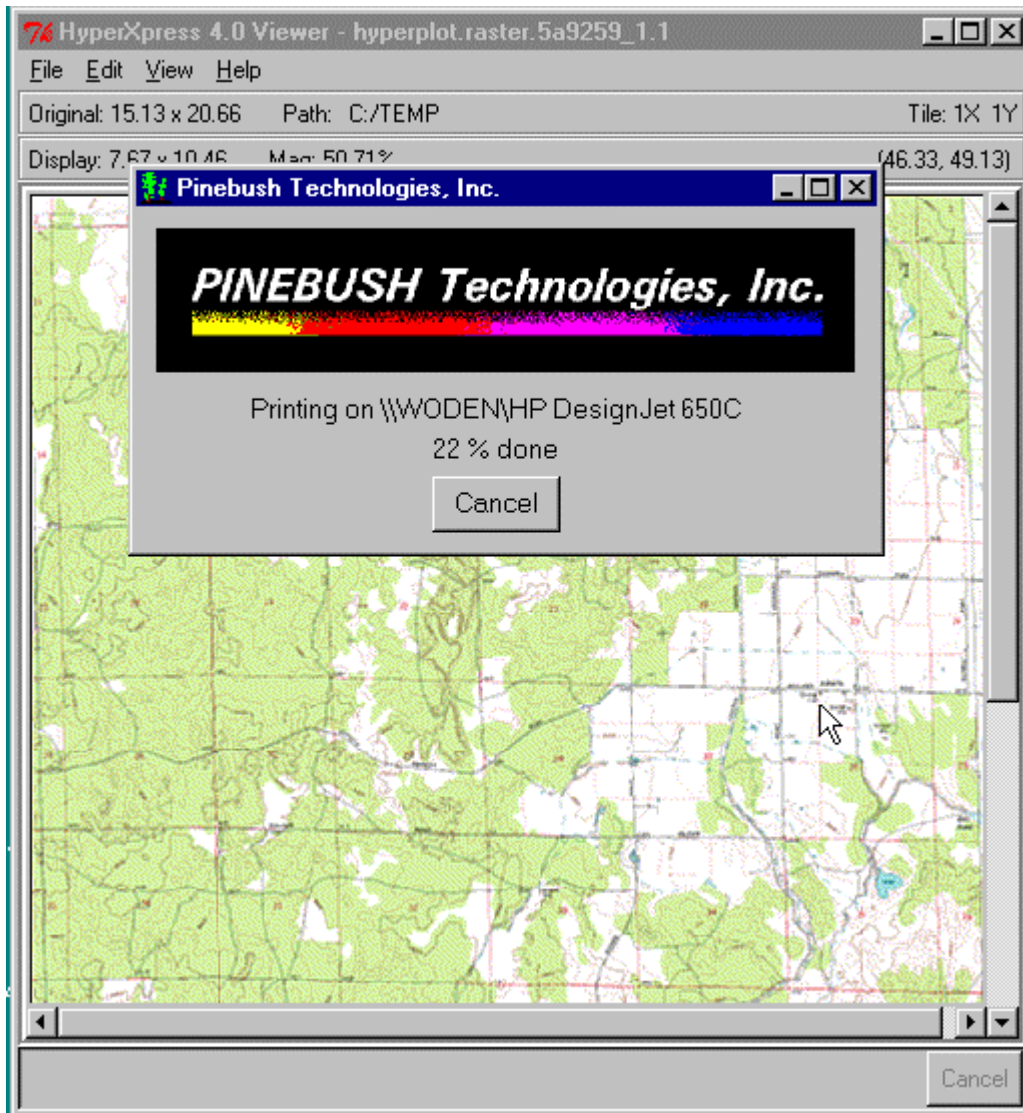 HyperXpress 4.0 Viewer - hyperplot.raster.5a9259_1.1
File Edit View Help
Original: 15.13 x 20.66 Path: C:/TEMP Tile: 1X 1Y
Display: 7.67 x 10.46 Mag: 50.71% (46.33, 49.13)
Pinebush Technologies, Inc.
PINEBUSH Technologies, Inc.
Printing on \\WODEN\HP DesignJet 650C
22 % done
Cancel
Cancel